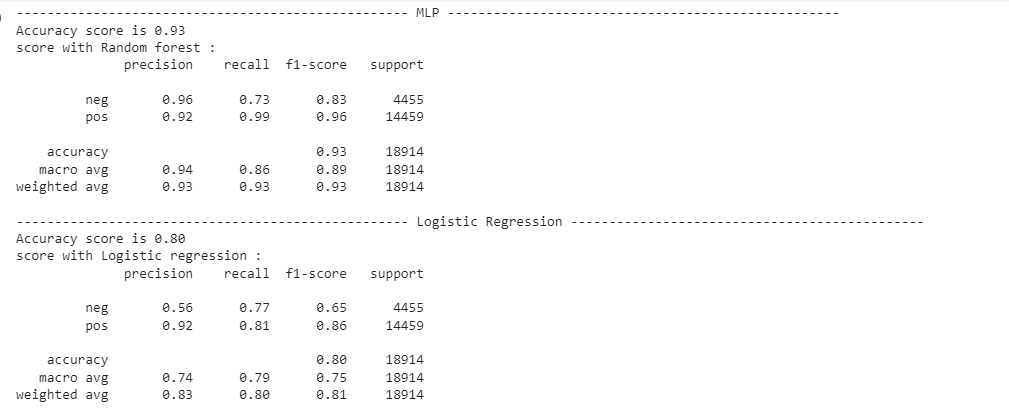 --------------------------------------------------- MLP ---------------------------------------------------
Accuracy score is 0.93
score with Random forest :
              precision    recall  f1-score   support

         neg       0.96      0.73      0.83      4455
         pos       0.92      0.99      0.96     14459

    accuracy                           0.93     18914
   macro avg       0.94      0.86      0.89     18914
weighted avg       0.93      0.93      0.93     18914

--------------------------------------------------- Logistic Regression ----------------------------------------------
Accuracy score is 0.80
score with Logistic regression :
              precision    recall  f1-score   support

         neg       0.56      0.77      0.65      4455
         pos       0.92      0.81      0.86     14459

    accuracy                           0.80     18914
   macro avg       0.74      0.79      0.75     18914
weighted avg       0.83      0.80      0.81     18914